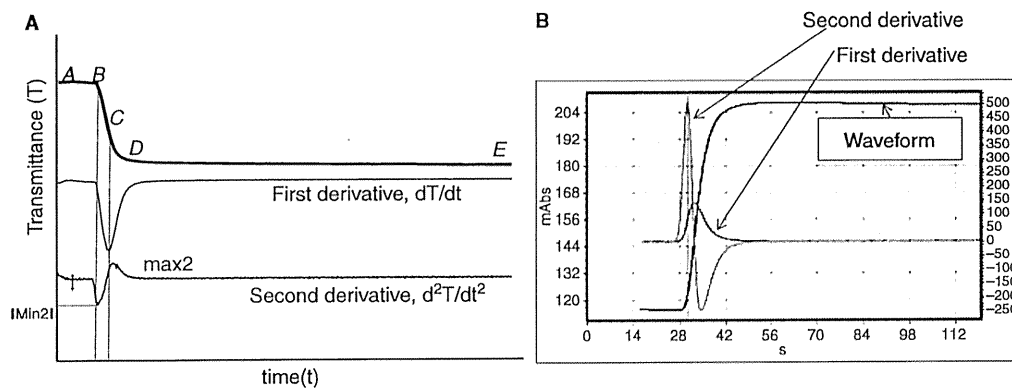 A
Transmittance (T)
A
B
C
D
E
First derivative, dT/dt
max2
Second derivative, d²T/dt²
IMin2I
time(t)
B
Second derivative
First derivative
Waveform
mAbs
204
192
180
168
156
144
132
120
500
450
400
350
300
250
200
150
100
50
0
−50
−100
−150
−200
−250
0
14
28
42
56
70
84
98
112
s